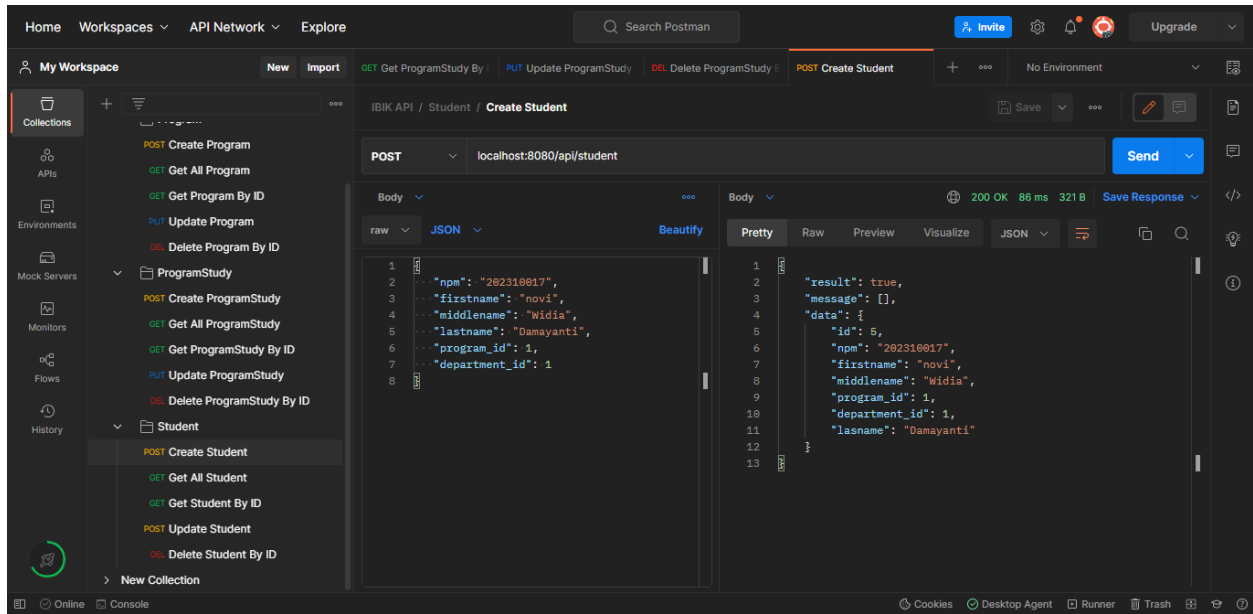 Home Workspaces API Network Explore Search Postman Invite Upgrade
My Workspace New Import
GET Get ProgramStudy By PUT Update ProgramStudy DEL Delete ProgramStudy POST Create Student No Environment
Collections
APIs
Environments
Mock Servers
Monitors
Flows
History
POST Create Program
GET Get All Program
GET Get Program By ID
PUT Update Program
DEL Delete Program By ID
ProgramStudy
POST Create ProgramStudy
GET Get All ProgramStudy
GET Get ProgramStudy By ID
PUT Update ProgramStudy
DEL Delete ProgramStudy By ID
Student
POST Create Student
GET Get All Student
GET Get Student By ID
POST Update Student
DEL Delete Student By ID
New Collection
IBIK API / Student / Create Student Save
POST localhost:8080/api/student Send
Body
raw JSON Beautify
1 {
2 "npm": "202310017",
3 "firstname": "novi",
4 "middlename": "Widia",
5 "lastname": "Damayanti",
6 "program_id": 1,
7 "department_id": 1
8 }
Body 200 OK 86 ms 321 B Save Response
Pretty Raw Preview Visualize JSON
1 {
2 "result": true,
3 "message": [],
4 "data": {
5 "id": 5,
6 "npm": "202310017",
7 "firstname": "novi",
8 "middlename": "Widia",
9 "program_id": 1,
10 "department_id": 1,
11 "lasname": "Damayanti"
12 }
13 }
Online Console Cookies Desktop Agent Runner Trash